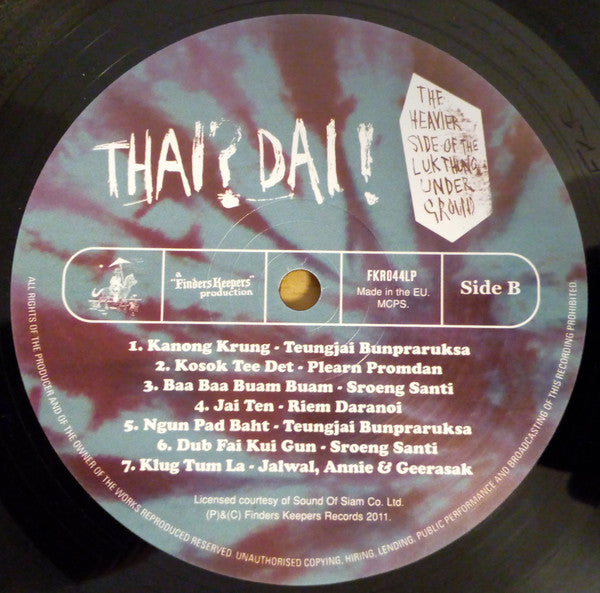 THAI? DAI!
THE
HEAVIER
SIDE OF THE
LUK THUNG
UNDER
GROUND
a
"Finders Keepers"
production
FKR044LP
Made in the EU.
MCPS.
Side B
1. Kanong Krung - Teungjai Bunpraruksa
2. Kosok Tee Det - Plearn Promdan
3. Baa Baa Buam Buam - Sroeng Santi
4. Jai Ten - Riem Daranoi
5. Ngun Pad Baht - Teungjai Bunpraruksa
6. Dub Fai Kui Gun - Sroeng Santi
7. Klug Tum La - Jalwal, Annie & Geerasak
Licensed courtesy of Sound Of Siam Co. Ltd.
(P)&(C) Finders Keepers Records 2011.
ALL RIGHTS OF THE PRODUCER AND OF THE OWNER OF THE WORKS REPRODUCED RESERVED. UNAUTHORISED COPYING, HIRING, LENDING, PUBLIC PERFORMANCE AND BROADCASTING OF THIS RECORDING PROHIBITED.